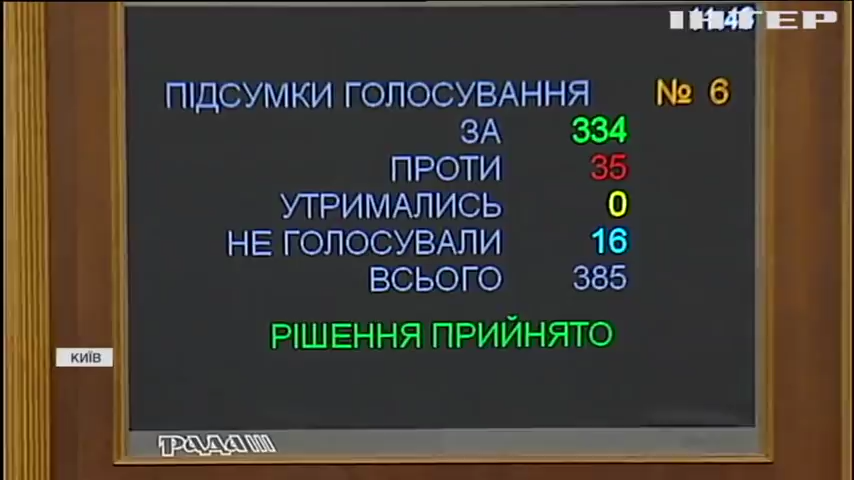 ІНТЕР
ПІДСУМКИ ГОЛОСУВАННЯ № 6
ЗА 334
ПРОТИ 35
УТРИМАЛИСЬ 0
НЕ ГОЛОСУВАЛИ 16
ВСЬОГО 385
РІШЕННЯ ПРИЙНЯТО
КИЇВ
РАДА